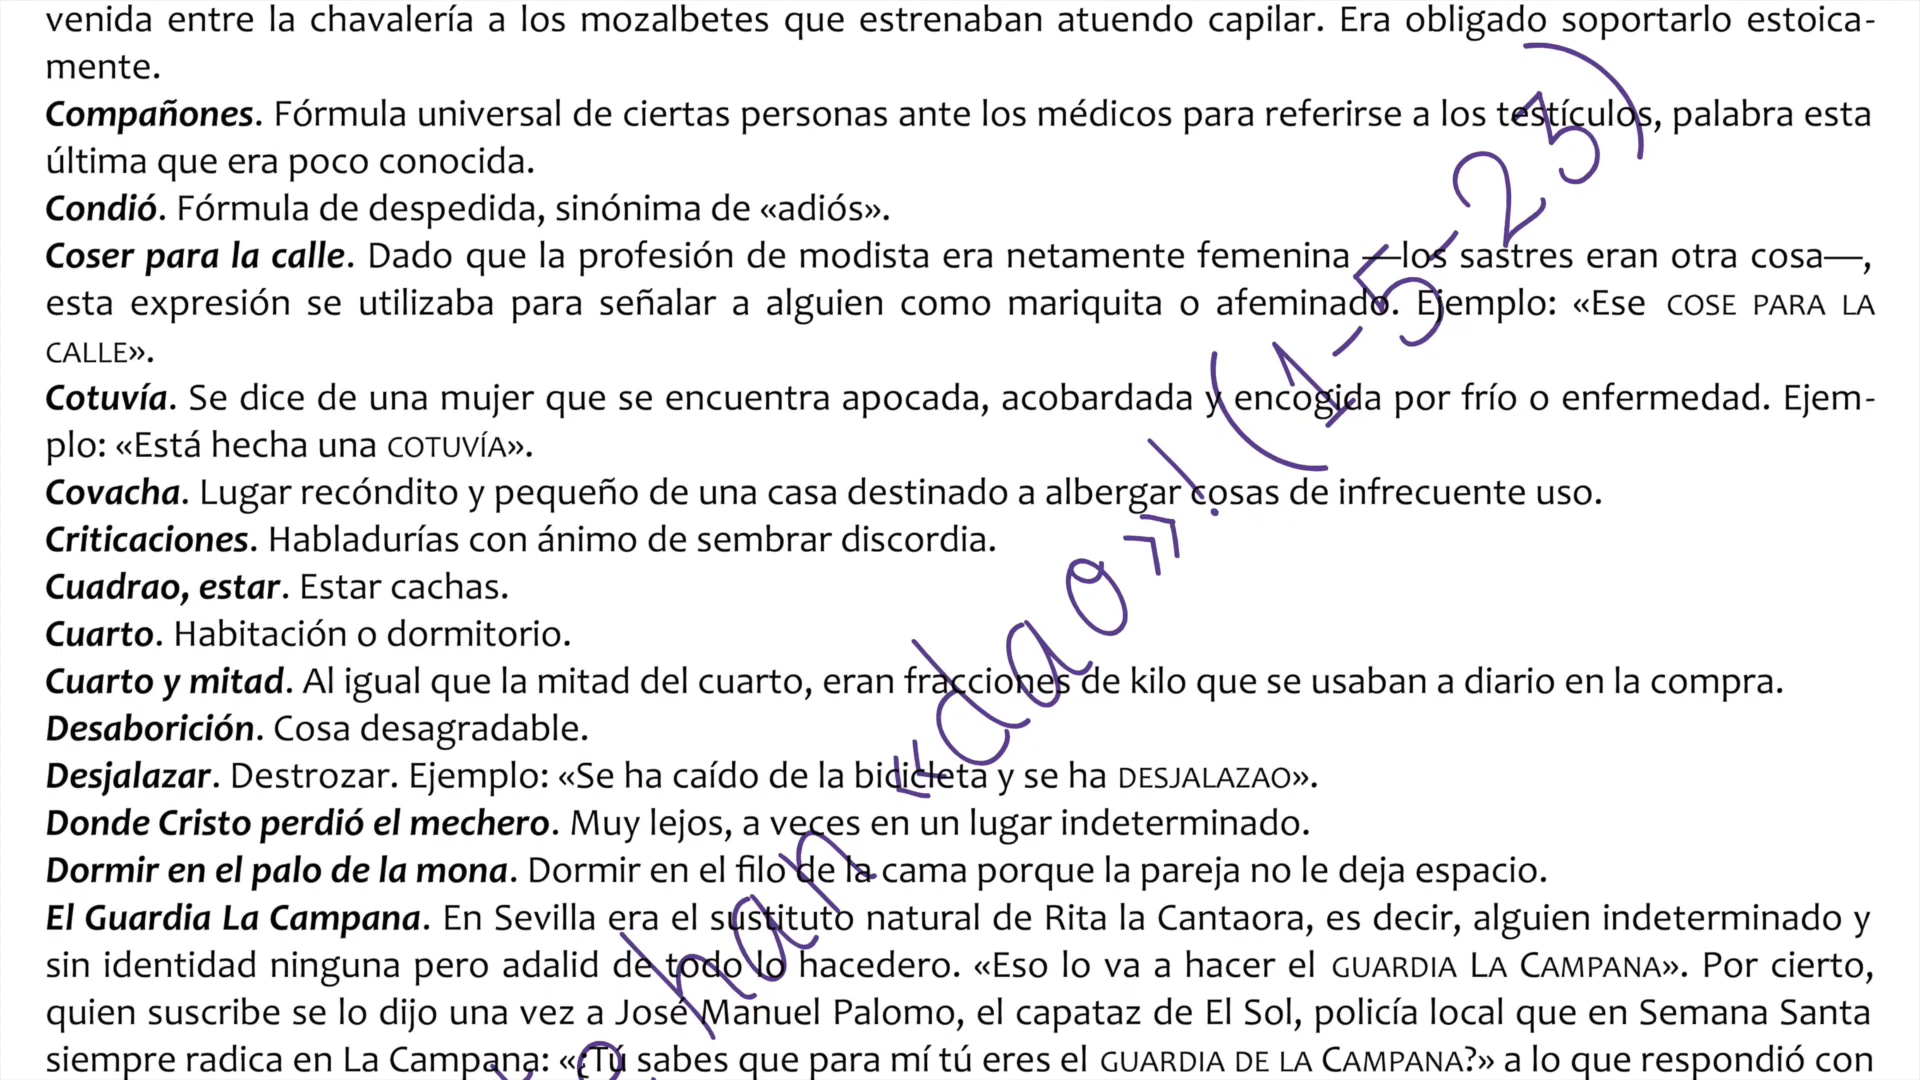 venida entre la chavalería a los mozalbetes que estrenaban atuendo capilar. Era obligado soportarlo estoica-
mente.
Compañones. Fórmula universal de ciertas personas ante los médicos para referirse a los testículos, palabra esta
última que era poco conocida.
Condió. Fórmula de despedida, sinónima de «adiós».
Coser para la calle. Dado que la profesión de modista era netamente femenina —los sastres eran otra cosa—,
esta expresión se utilizaba para señalar a alguien como mariquita o afeminado. Ejemplo: «Ese COSE PARA LA
CALLE».
Cotuvía. Se dice de una mujer que se encuentra apocada, acobardada y encogida por frío o enfermedad. Ejem-
plo: «Está hecha una COTUVÍA».
Covacha. Lugar recóndito y pequeño de una casa destinado a albergar cosas de infrecuente uso.
Criticaciones. Habladurías con ánimo de sembrar discordia.
Cuadrao, estar. Estar cachas.
Cuarto. Habitación o dormitorio.
Cuarto y mitad. Al igual que la mitad del cuarto, eran fracciones de kilo que se usaban a diario en la compra.
Desaborición. Cosa desagradable.
Desjalazar. Destrozar. Ejemplo: «Se ha caído de la bicicleta y se ha DESJALAZAO».
Donde Cristo perdió el mechero. Muy lejos, a veces en un lugar indeterminado.
Dormir en el palo de la mona. Dormir en el filo de la cama porque la pareja no le deja espacio.
El Guardia La Campana. En Sevilla era el sustituto natural de Rita la Cantaora, es decir, alguien indeterminado y
sin identidad ninguna pero adalid de todo lo hacedero. «Eso lo va a hacer el GUARDIA LA CAMPANA». Por cierto,
quien suscribe se lo dijo una vez a José Manuel Palomo, el capataz de El Sol, policía local que en Semana Santa
siempre radica en La Campana: «¿Tú sabes que para mí tú eres el GUARDIA DE LA CAMPANA?» a lo que respondió con
han «dao»! (1-5-23)